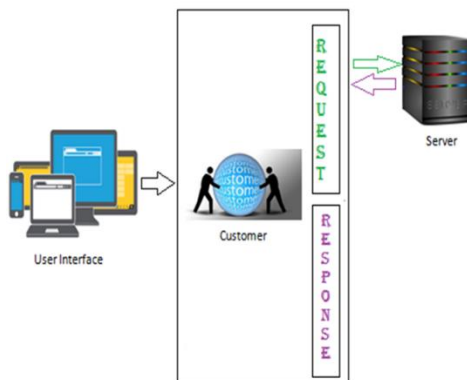 REQUEST
RESPONSE
Server
Customer
User Interface